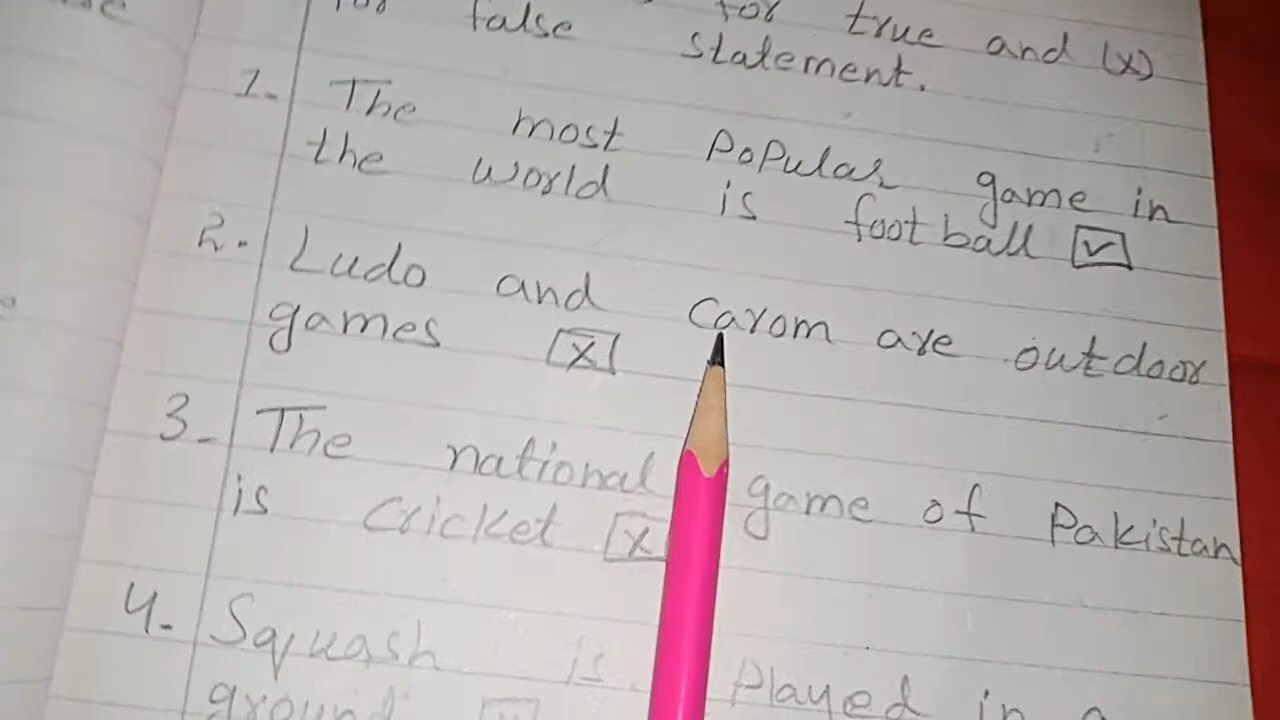 for true and (x)
false statement.
1. The most Popular game in
the world is football ☑
2. Ludo and Carom are outdoor
games ☒
3. The national game of Pakistan
is Cricket ☒
4. Squash is Played in a
ground